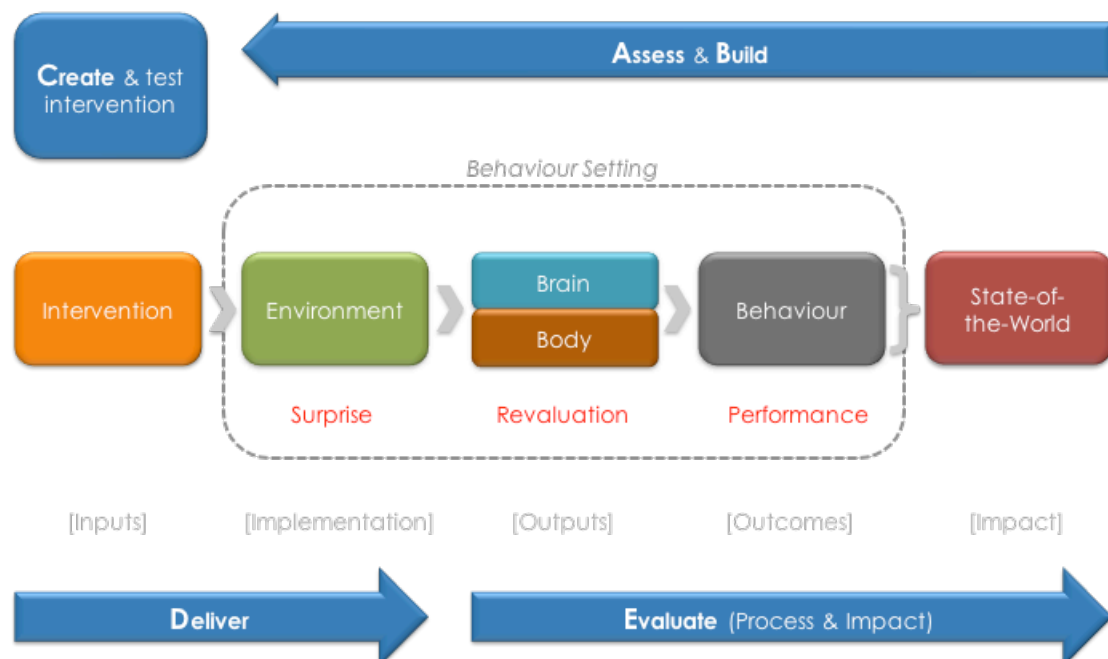 Create & test
intervention
Assess & Build
Behaviour Setting
Intervention
Environment
Brain
Body
Behaviour
State-of-
the-World
Surprise
Revaluation
Performance
[Inputs]
[Implementation]
[Outputs]
[Outcomes]
[Impact]
Deliver
Evaluate (Process & Impact)